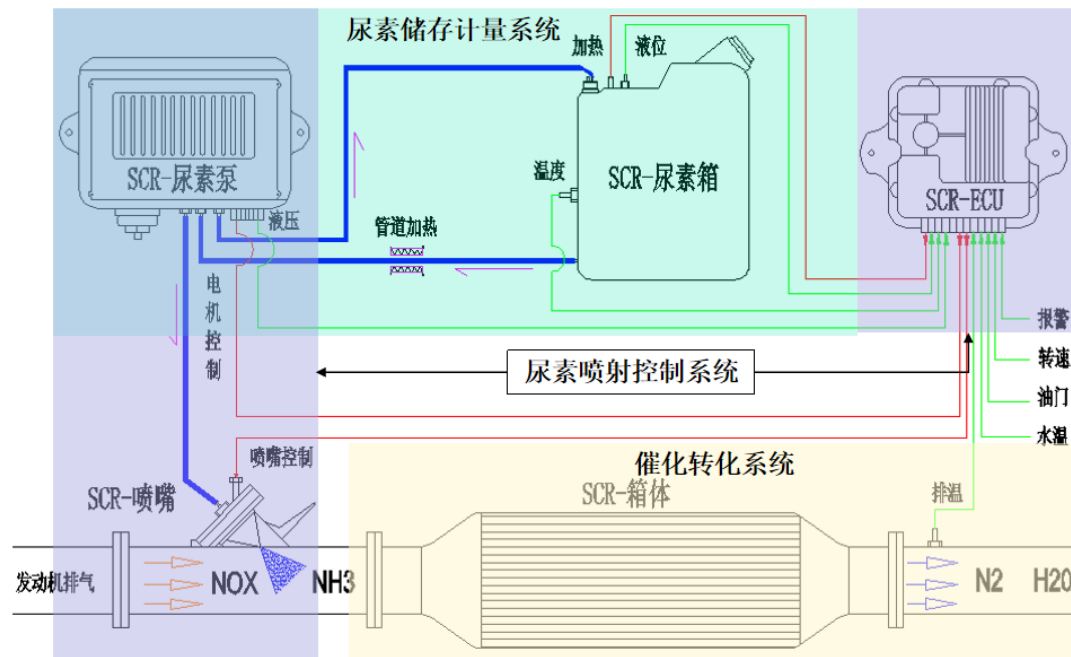 尿素储存计量系统
加热
液位
SCR-尿素泵
温度
SCR-尿素箱
SCR-ECU
液压
管道加热
电机控制
报警
尿素喷射控制系统
转速
油门
水温
喷嘴控制
催化转化系统
SCR-喷嘴
SCR-箱体
排温
发动机排气
NOX
NH3
N2
H20